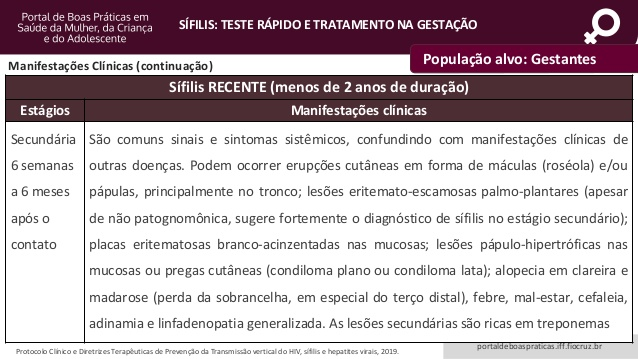 Portal de Boas Práticas em
Saúde da Mulher, da Criança
e do Adolescente
SÍFILIS: TESTE RÁPIDO E TRATAMENTO NA GESTAÇÃO
População alvo: Gestantes
Manifestações Clínicas (continuação)
Sífilis RECENTE (menos de 2 anos de duração)
Estágios Manifestações clínicas
Secundária
6 semanas
a 6 meses
após o
contato
São comuns sinais e sintomas sistêmicos, confundindo com manifestações clínicas de
outras doenças. Podem ocorrer erupções cutâneas em forma de máculas (roséola) e/ou
pápulas, principalmente no tronco; lesões eritemato-escamosas palmo-plantares (apesar
de não patognomônica, sugere fortemente o diagnóstico de sífilis no estágio secundário);
placas eritematosas branco-acinzentadas nas mucosas; lesões pápulo-hipertróficas nas
mucosas ou pregas cutâneas (condiloma plano ou condiloma lata); alopecia em clareira e
madarose (perda da sobrancelha, em especial do terço distal), febre, mal-estar, cefaleia,
adinamia e linfadenopatia generalizada. As lesões secundárias são ricas em treponemas
Protocolo Clínico e Diretrizes Terapêuticas de Prevenção da Transmissão vertical do HIV, sífilis e hepatites virais, 2019.
portaldeboaspraticas.iff.fiocruz.br